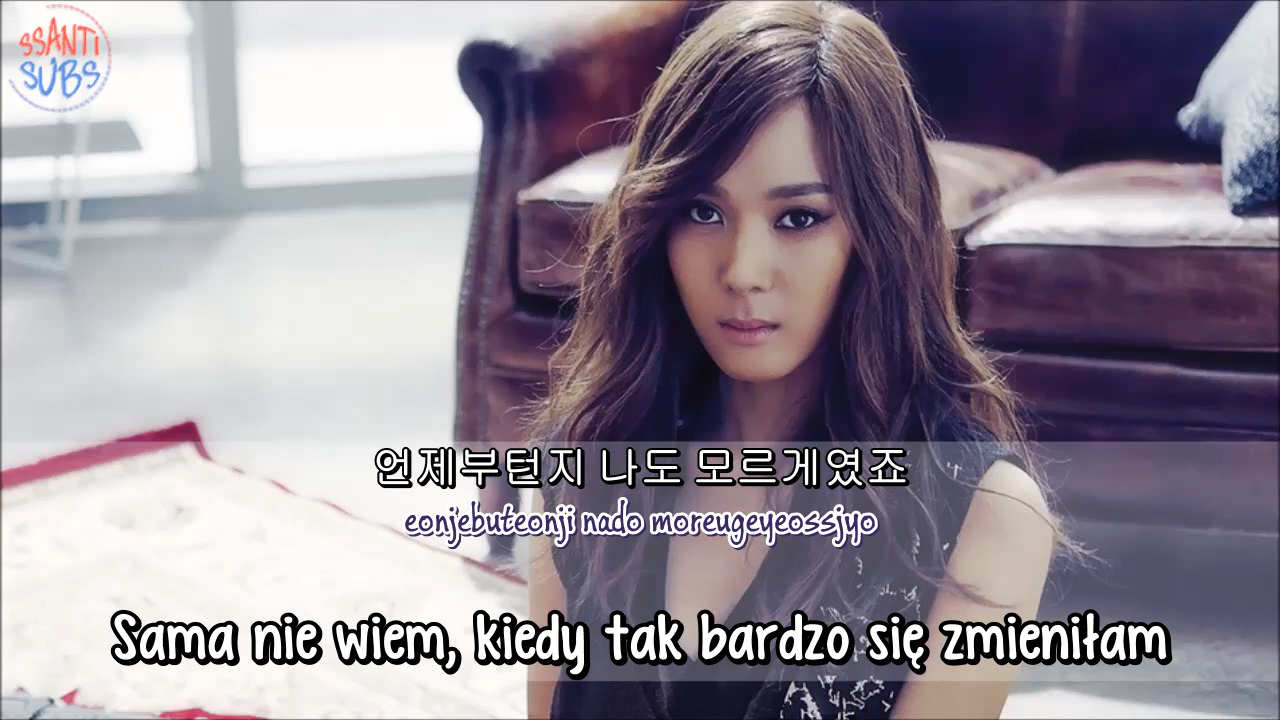 SSANTI
SUBS
언제부턴지 나도 모르게였죠
eonjebuteonji nado moreugeyeossjyo
Sama nie wiem, kiedy tak bardzo się zmieniłam